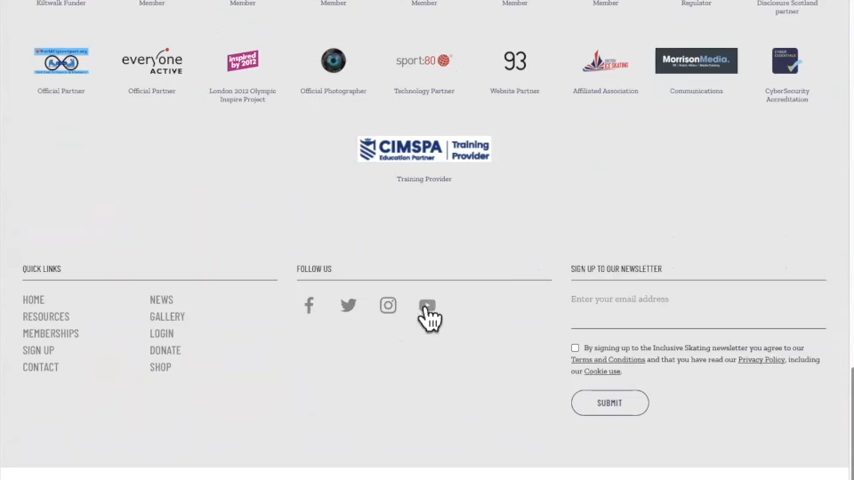 Kiltwalk Funder Member Member Member Member Member Member Regulator Disclosure Scotland
partner
everyone
ACTIVE
Inspired
by 2012
sport:80
93
ICE SKATING
MorrisonMedia.
CYBER
ESSENTIALS
Official Partner Official Partner London 2012 Olympic Official Photographer Technology Partner Website Partner Affiliated Association Communications CyberSecurity
Inspire Project Accreditation
CIMSPA Training
Education Partner Provider
Training Provider
QUICK LINKS
HOME
RESOURCES
MEMBERSHIPS
SIGN UP
CONTACT
NEWS
GALLERY
LOGIN
DONATE
SHOP
FOLLOW US
SIGN UP TO OUR NEWSLETTER
Enter your email address
By signing up to the Inclusive Skating newsletter you agree to our
Terms and Conditions and that you have read our Privacy Policy, including
our Cookie use.
SUBMIT